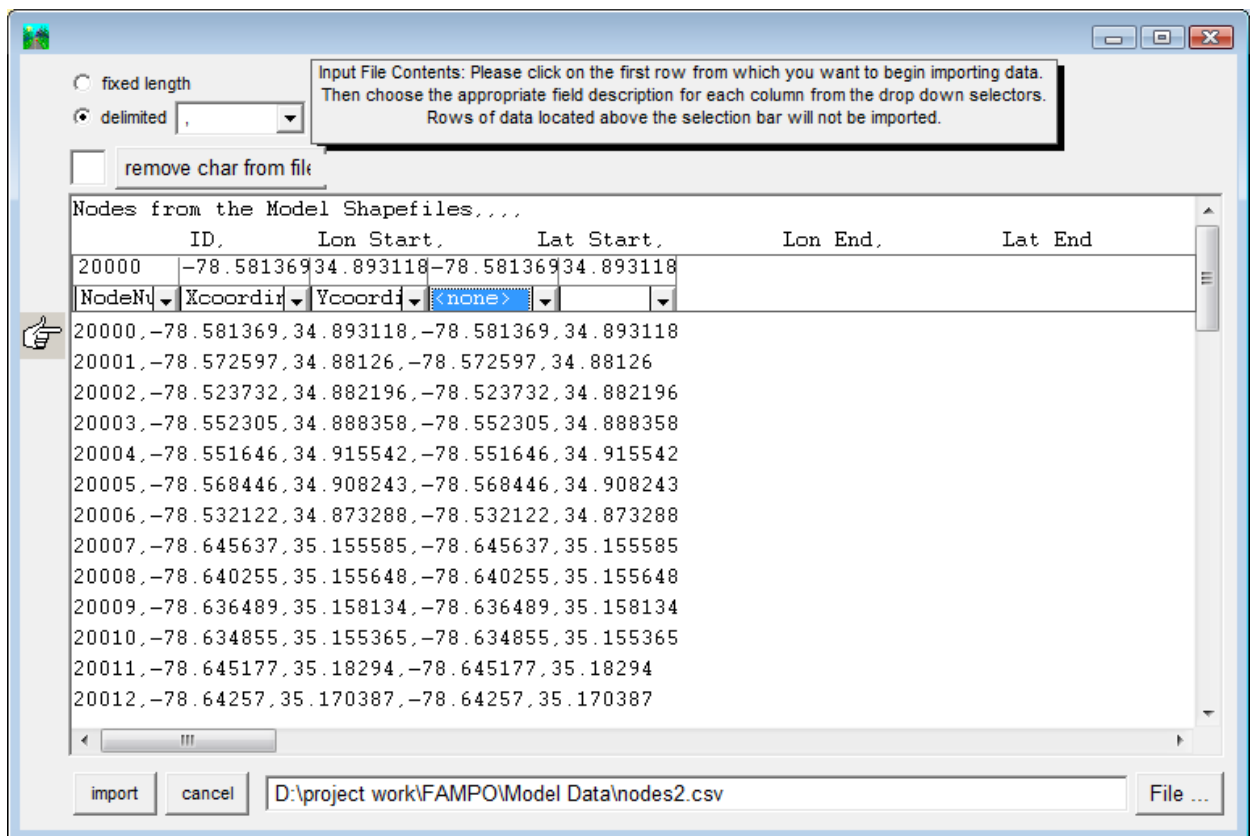 fixed length
delimited ,
Input File Contents: Please click on the first row from which you want to begin importing data.
Then choose the appropriate field description for each column from the drop down selectors.
Rows of data located above the selection bar will not be imported.
remove char from file
Nodes from the Model Shapefiles,,,,
ID, Lon Start, Lat Start, Lon End, Lat End
20000 -78.581369 34.893118 -78.581369 34.893118
NodeNu Xcoordin Ycoordi <none>
20000,-78.581369,34.893118,-78.581369,34.893118
20001,-78.572597,34.88126,-78.572597,34.88126
20002,-78.523732,34.882196,-78.523732,34.882196
20003,-78.552305,34.888358,-78.552305,34.888358
20004,-78.551646,34.915542,-78.551646,34.915542
20005,-78.568446,34.908243,-78.568446,34.908243
20006,-78.532122,34.873288,-78.532122,34.873288
20007,-78.645637,35.155585,-78.645637,35.155585
20008,-78.640255,35.155648,-78.640255,35.155648
20009,-78.636489,35.158134,-78.636489,35.158134
20010,-78.634855,35.155365,-78.634855,35.155365
20011,-78.645177,35.18294,-78.645177,35.18294
20012,-78.64257,35.170387,-78.64257,35.170387
import cancel D:\project work\FAMPO\Model Data\nodes2.csv File ...